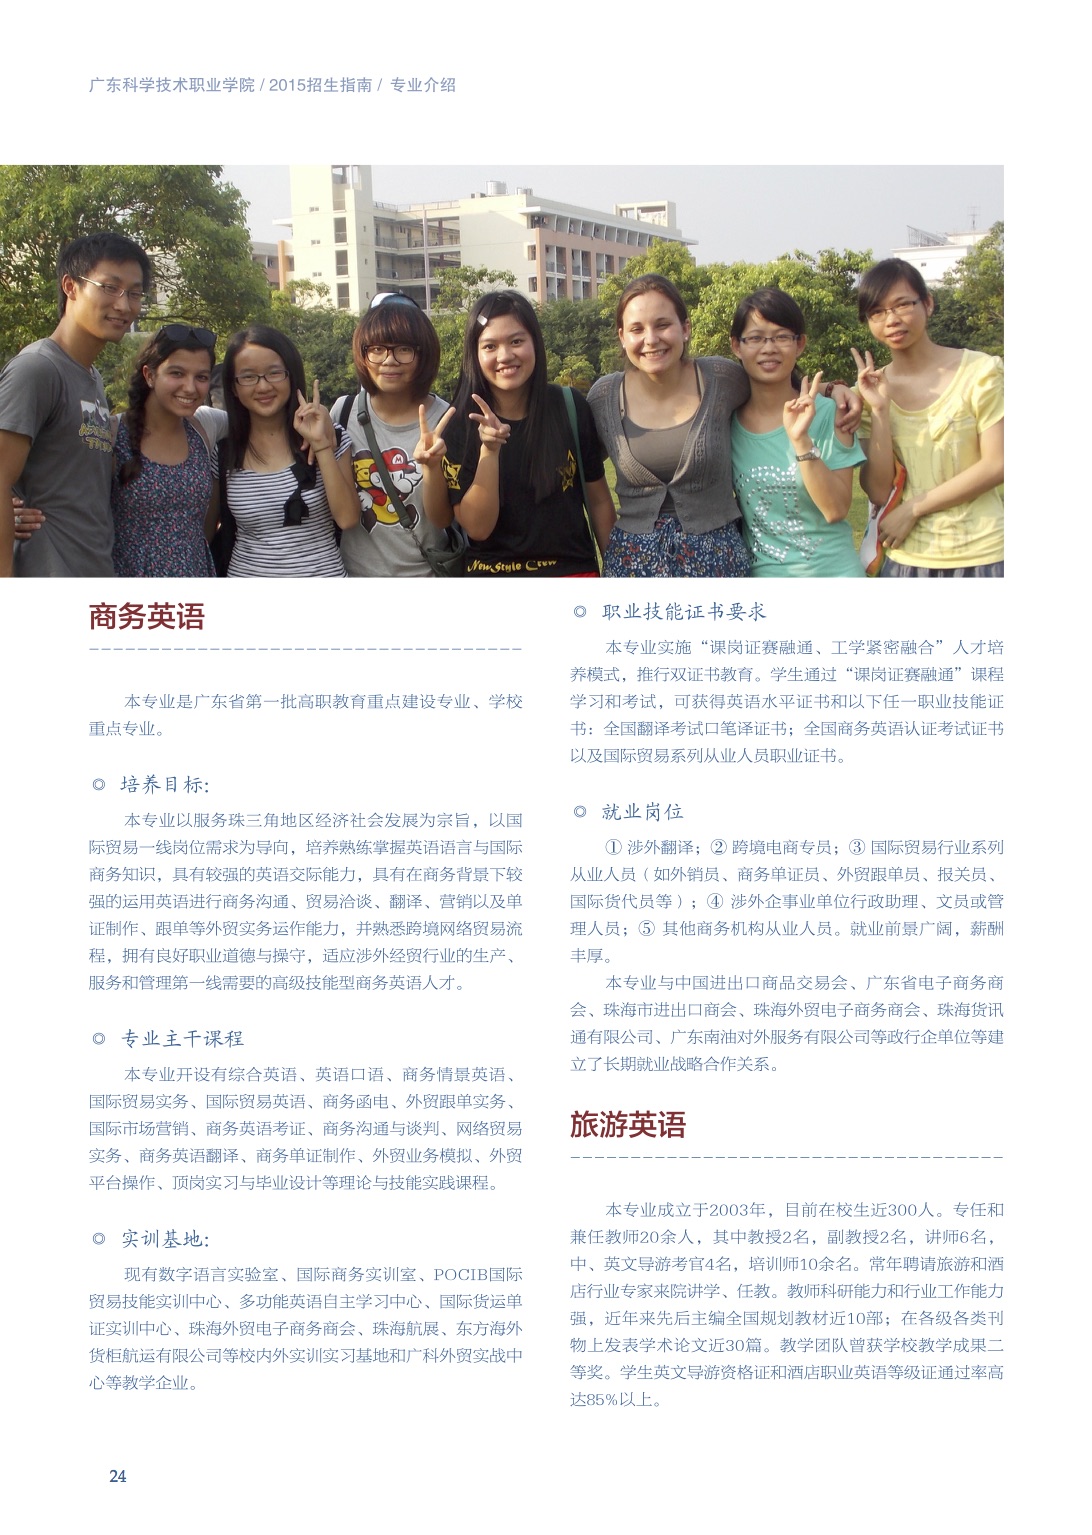 广东科学技术职业学院 / 2015招生指南 / 专业介绍
New Style Crew
商务英语
本专业是广东省第一批高职教育重点建设专业、学校
重点专业。
◎ 培养目标:
本专业以服务珠三角地区经济社会发展为宗旨，以国
际贸易一线岗位需求为导向，培养熟练掌握英语语言与国际
商务知识，具有较强的英语交际能力，具有在商务背景下较
强的运用英语进行商务沟通、贸易洽谈、翻译、营销以及单
证制作、跟单等外贸实务运作能力，并熟悉跨境网络贸易流
程，拥有良好职业道德与操守，适应涉外经贸行业的生产、
服务和管理第一线需要的高级技能型商务英语人才。
◎ 专业主干课程
本专业开设有综合英语、英语口语、商务情景英语、
国际贸易实务、国际贸易英语、商务函电、外贸跟单实务、
国际市场营销、商务英语考证、商务沟通与谈判、网络贸易
实务、商务英语翻译、商务单证制作、外贸业务模拟、外贸
平台操作、顶岗实习与毕业设计等理论与技能实践课程。
◎ 实训基地:
现有数字语言实验室、国际商务实训室、POCIB国际
贸易技能实训中心、多功能英语自主学习中心、国际货运单
证实训中心、珠海外贸电子商务商会、珠海航展、东方海外
货柜航运有限公司等校内外实训实习基地和广科外贸实战中
心等教学企业。
◎ 职业技能证书要求
本专业实施“课岗证赛融通、工学紧密融合”人才培
养模式，推行双证书教育。学生通过“课岗证赛融通”课程
学习和考试，可获得英语水平证书和以下任一职业技能证
书：全国翻译考试口笔译证书；全国商务英语认证考试证书
以及国际贸易系列从业人员职业证书。
◎ 就业岗位
① 涉外翻译；② 跨境电商专员；③ 国际贸易行业系列
从业人员（如外销员、商务单证员、外贸跟单员、报关员、
国际货代员等）；④ 涉外企事业单位行政助理、文员或管
理人员；⑤ 其他商务机构从业人员。就业前景广阔，薪酬
丰厚。
本专业与中国进出口商品交易会、广东省电子商务商
会、珠海市进出口商会、珠海外贸电子商务商会、珠海货讯
通有限公司、广东南油对外服务有限公司等政行企单位等建
立了长期就业战略合作关系。
旅游英语
本专业成立于2003年，目前在校生近300人。专任和
兼任教师20余人，其中教授2名，副教授2名，讲师6名，
中、英文导游考官4名，培训师10余名。常年聘请旅游和酒
店行业专家来院讲学、任教。教师科研能力和行业工作能力
强，近年来先后主编全国规划教材近10部；在各级各类刊
物上发表学术论文近30篇。教学团队曾获学校教学成果二
等奖。学生英文导游资格证和酒店职业英语等级证通过率高
达85%以上。
24